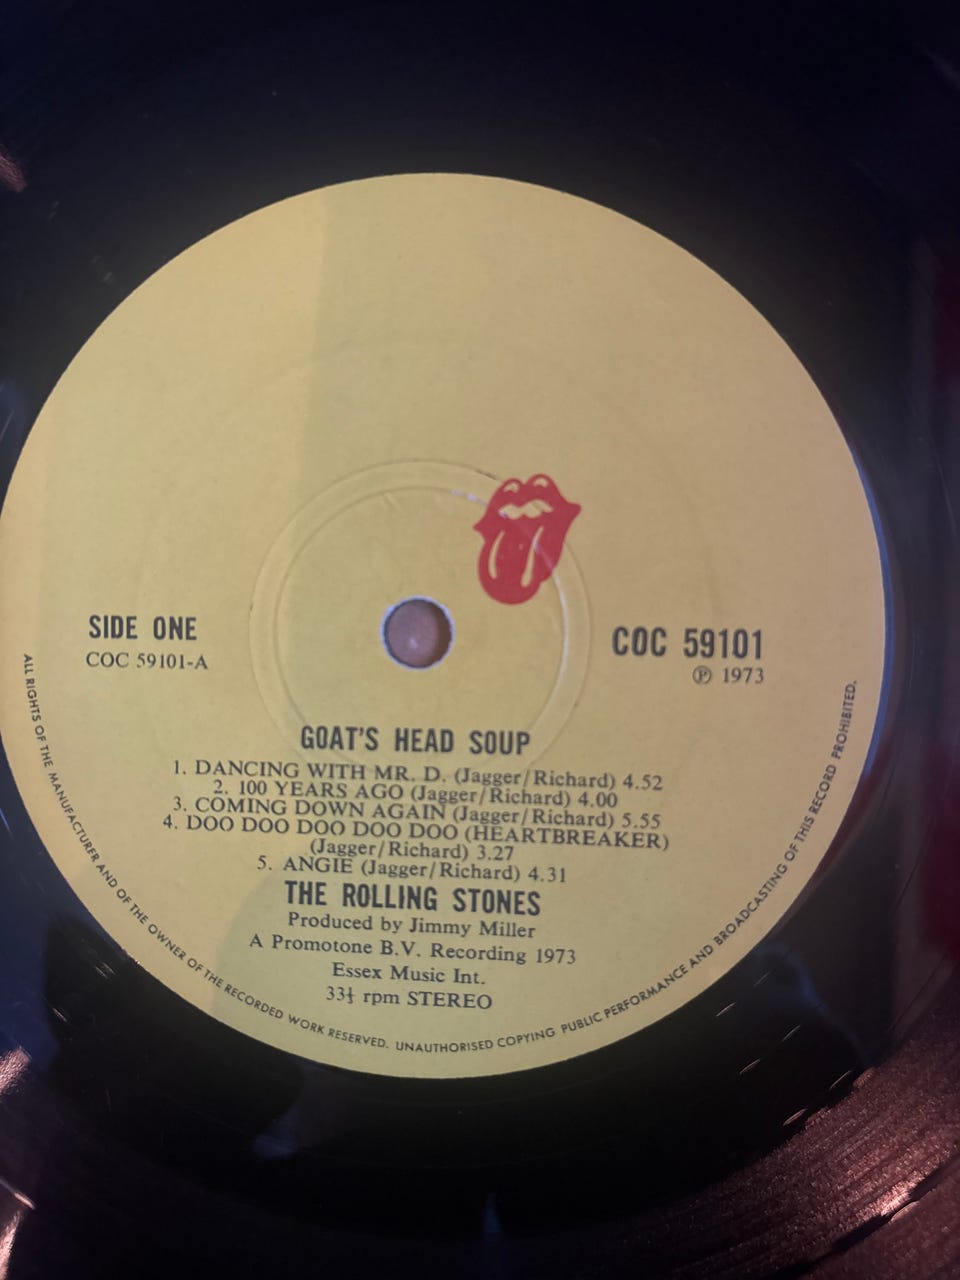 SIDE ONE
COC 59101-A
COC 59101
Ⓟ 1973
GOAT'S HEAD SOUP
1. DANCING WITH MR. D. (Jagger/Richard) 4.52
2. 100 YEARS AGO (Jagger/Richard) 4.00
3. COMING DOWN AGAIN (Jagger/Richard) 5.55
4. DOO DOO DOO DOO DOO (HEARTBREAKER)
(Jagger/Richard) 3.27
5. ANGIE (Jagger/Richard) 4.31
THE ROLLING STONES
Produced by Jimmy Miller
A Promotone B.V. Recording 1973
Essex Music Int.
33⅓ rpm STEREO
ALL RIGHTS OF THE MANUFACTURER AND OF THE OWNER OF THE RECORDED WORK RESERVED. UNAUTHORISED COPYING PUBLIC PERFORMANCE AND BROADCASTING OF THIS RECORD PROHIBITED.